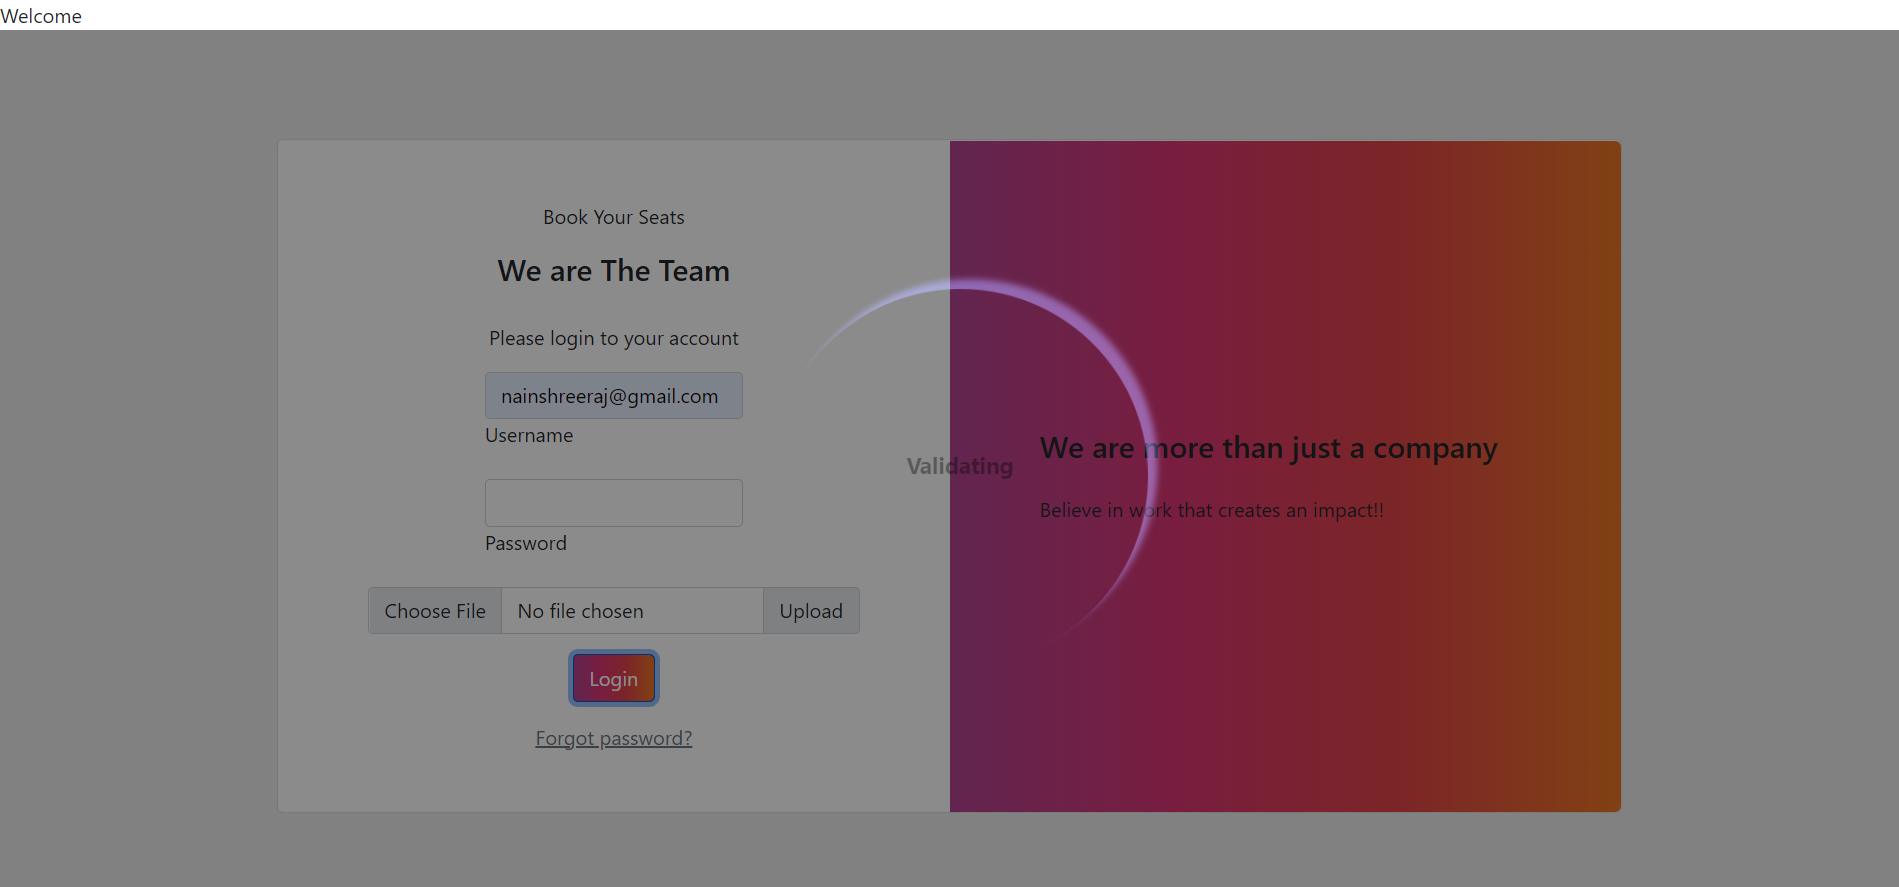 Welcome
Book Your Seats
We are The Team
Please login to your account
nainshreeraj@gmail.com
Username
Password
Choose File No file chosen Upload
Login
Forgot password?
Validating
We are more than just a company
Believe in work that creates an impact!!